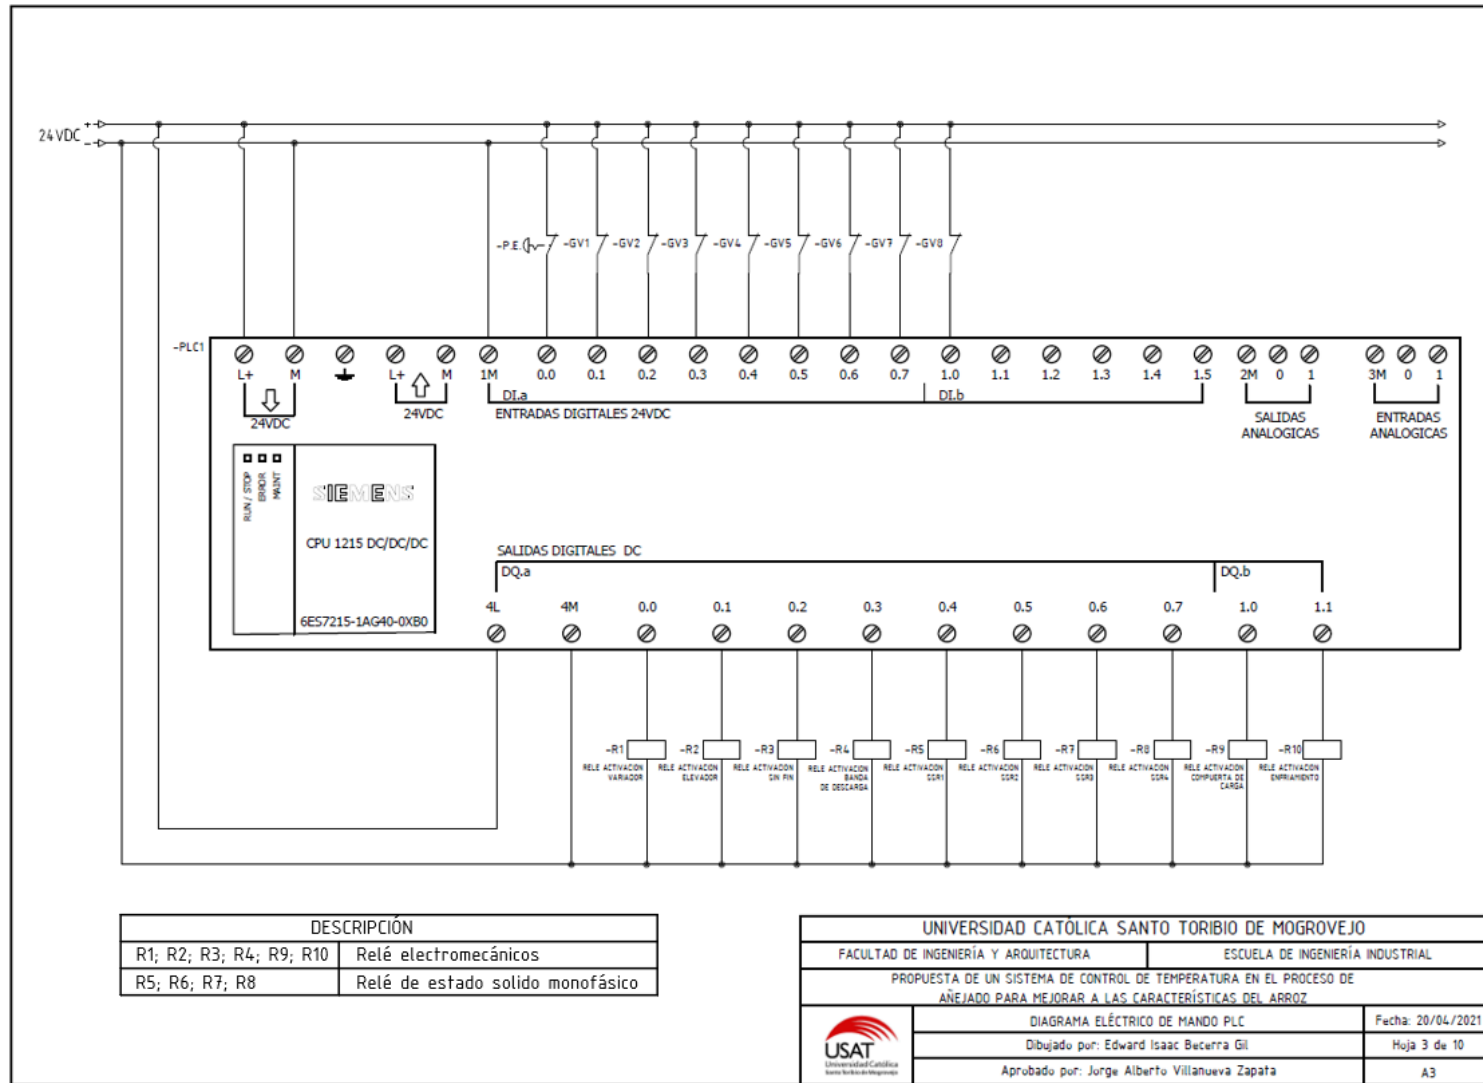 24VDC
+
-
-P.E.
-GV1
-GV2
-GV3
-GV4
-GV5
-GV6
-GV7
-GV8
-PLC1
L+ M L+ M 1M 0.0 0.1 0.2 0.3 0.4 0.5 0.6 0.7 1.0 1.1 1.2 1.3 1.4 1.5 2M 0 1 3M 0 1
24VDC
24VDC
DI.a
DI.b
ENTRADAS DIGITALES 24VDC
SALIDAS
ANALOGICAS
ENTRADAS
ANALOGICAS
RUN / STOP
ERROR
MAINT
SIEMENS
CPU 1215 DC/DC/DC
6ES7215-1AG40-0XB0
SALIDAS DIGITALES DC
DQ.a
DQ.b
4L 4M 0.0 0.1 0.2 0.3 0.4 0.5 0.6 0.7 1.0 1.1
-R1
RELE ACTIVACION
VARIADOR
-R2
RELE ACTIVACION
ELEVADOR
-R3
RELE ACTIVACION
SIN FIN
-R4
RELE ACTIVACION
BANDA
DE DESCARGA
-R5
RELE ACTIVACION
SSR1
-R6
RELE ACTIVACION
SSR2
-R7
RELE ACTIVACION
SSR3
-R8
RELE ACTIVACION
SSR4
-R9
RELE ACTIVACION
COMPUERTA DE
CARGA
-R10
RELE ACTIVACION
ENFRIAMIENTO
DESCRIPCIÓN
R1; R2; R3; R4; R9; R10 Relé electromecánicos
R5; R6; R7; R8 Relé de estado solido monofásico
UNIVERSIDAD CATÓLICA SANTO TORIBIO DE MOGROVEJO
FACULTAD DE INGENIERÍA Y ARQUITECTURA ESCUELA DE INGENIERÍA INDUSTRIAL
PROPUESTA DE UN SISTEMA DE CONTROL DE TEMPERATURA EN EL PROCESO DE
AÑEJADO PARA MEJORAR A LAS CARACTERÍSTICAS DEL ARROZ
USAT
Universidad Católica
Santo Toribio de Mogrovejo
DIAGRAMA ELÉCTRICO DE MANDO PLC Fecha: 20/04/2021
Dibujado por: Edward Isaac Becerra Gil Hoja 3 de 10
Aprobado por: Jorge Alberto Villanueva Zapata A3